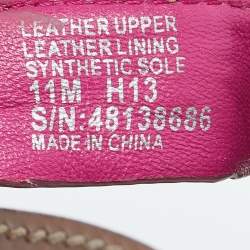 LEATHER UPPER
LEATHER LINING
SYNTHETIC SOLE
11M H13
S/N:48138686
MADE IN CHINA